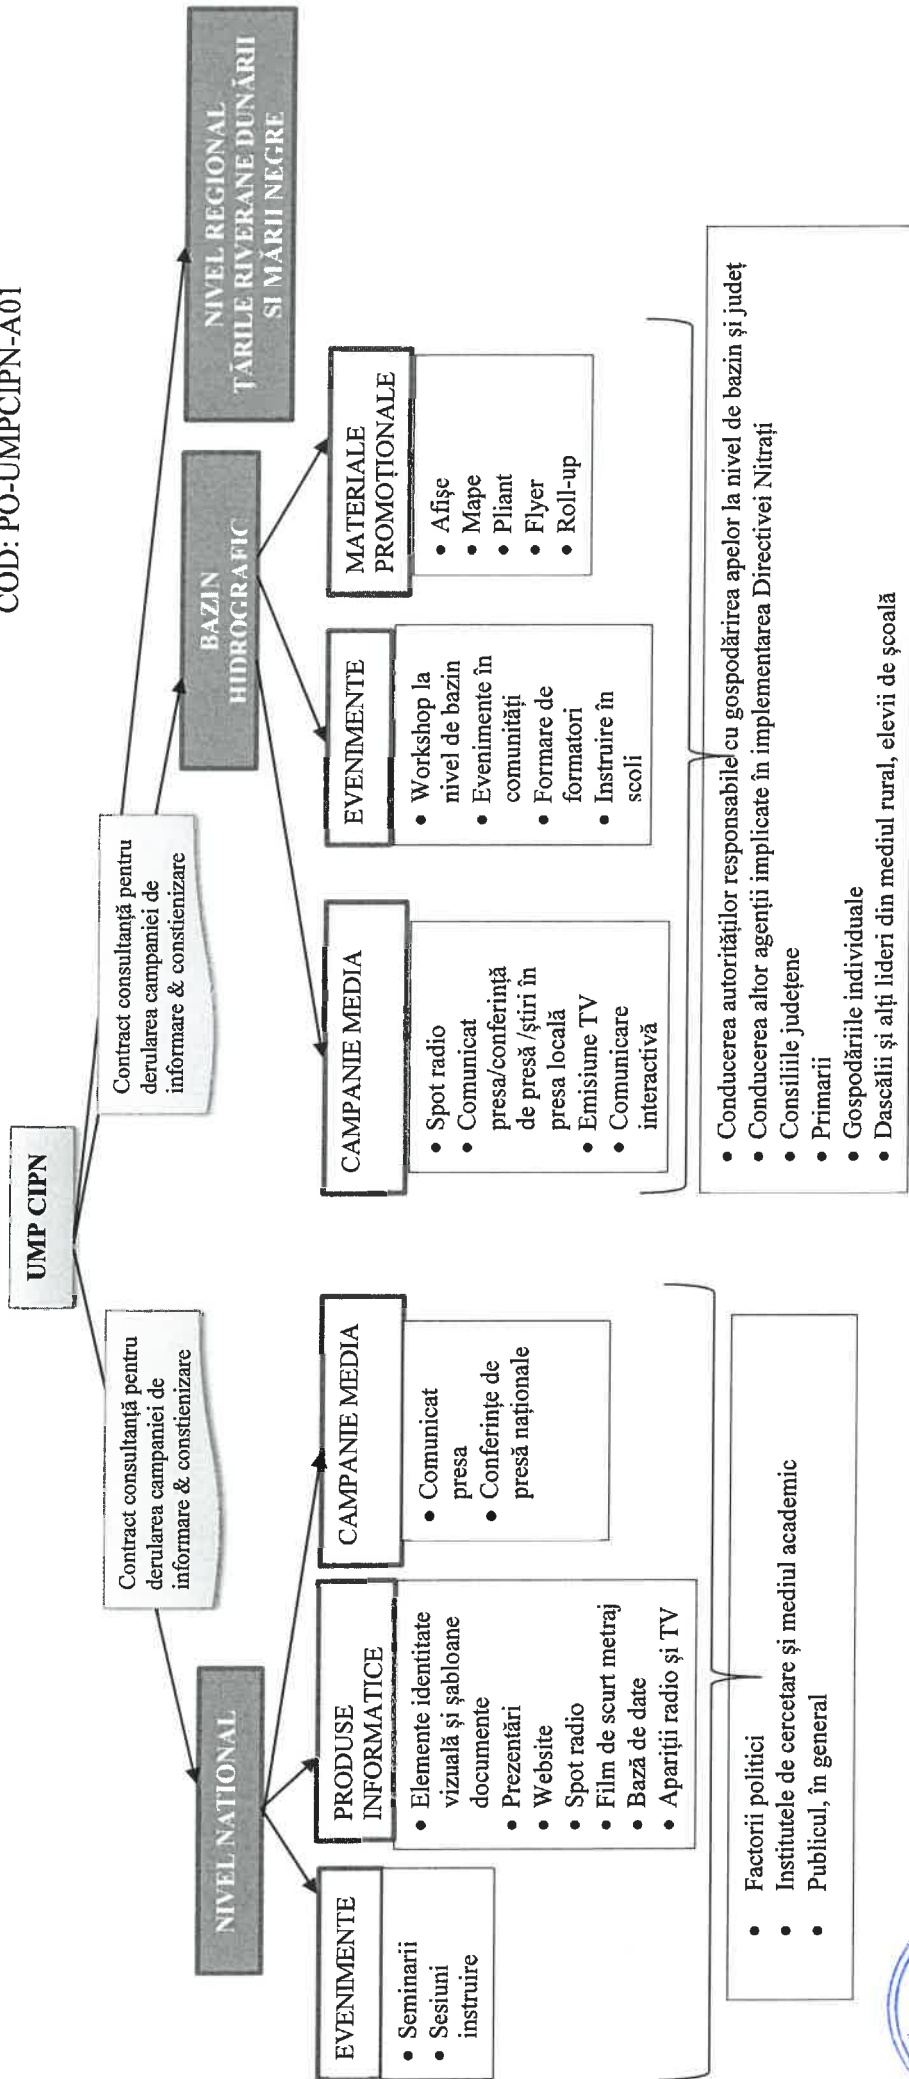 COD: PO-UMPCIPN-A01
UMP CIPN
Contract consultanță pentru
derularea campaniei de
informare & constienizare
Contract consultanță pentru
derularea campaniei de
informare & constienizare
NIVEL NATIONAL
BAZIN
HIDROGRAFIC
NIVEL REGIONAL
ȚĂRILE RIVERANE DUNĂRII
SI MĂRII NEGRE
EVENIMENTE
• Seminarii
• Sesiuni
instruire
PRODUSE
INFORMATICE
• Elemente identitate
vizuală și șabloane
documente
• Prezentări
• Website
• Spot radio
• Film de scurt metraj
• Bază de date
• Apariții radio și TV
CAMPANIE MEDIA
• Comunicat
presa
• Conferințe de
presă naționale
CAMPANIE MEDIA
• Spot radio
• Comunicat
presa/conferință
de presă /știri în
presa locală
• Emisiune TV
• Comunicare
interactivă
EVENIMENTE
• Workshop la
nivel de bazin
• Evenimente în
comunități
• Formare de
formatori
• Instruire în
scoli
MATERIALE
PROMOȚIONALE
• Afișe
• Mape
• Pliant
• Flyer
• Roll-up
• Factorii politici
• Institutele de cercetare și mediul academic
• Publicul, în general
• Conducerea autorităților responsabile cu gospodărirea apelor la nivel de bazin și județ
• Conducerea altor agenții implicate în implementarea Directivei Nitrați
• Consiliile județene
• Primarii
• Gospodăriile individuale
• Dascălii și alți lideri din mediul rural, elevii de școală